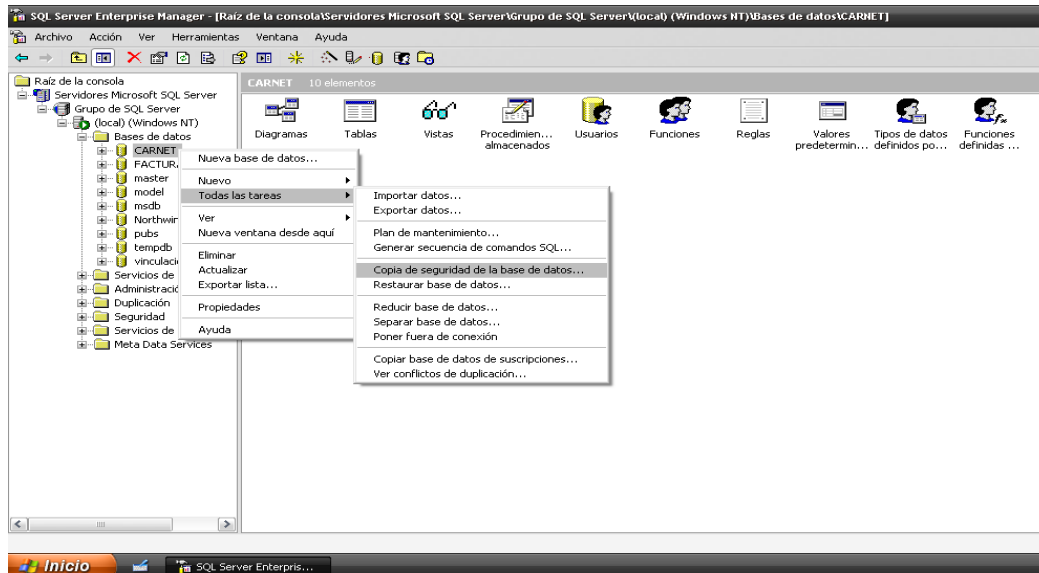 SQL Server Enterprise Manager - [Raíz de la consola\Servidores Microsoft SQL Server\Grupo de SQL Server\(local) (Windows NT)\Bases de datos\CARNET]
Archivo Acción Ver Herramientas Ventana Ayuda
Raíz de la consola
Servidores Microsoft SQL Server
Grupo de SQL Server
(local) (Windows NT)
Bases de datos
CARNET
FACTURA
master
model
msdb
Northwin
pubs
tempdb
vinculaci
Servicios de
Administració
Duplicación
Seguridad
Servicios de
Meta Data Services
CARNET 10 elementos
Diagramas
Tablas
Vistas
Procedimien... almacenados
Usuarios
Funciones
Reglas
Valores predetermin...
Tipos de datos definidos po...
Funciones definidas ...
Nueva base de datos...
Nuevo
Todas las tareas
Ver
Nueva ventana desde aquí
Eliminar
Actualizar
Exportar lista...
Propiedades
Ayuda
Importar datos...
Exportar datos...
Plan de mantenimiento...
Generar secuencia de comandos SQL...
Copia de seguridad de la base de datos...
Restaurar base de datos...
Reducir base de datos...
Separar base de datos...
Poner fuera de conexión
Copiar base de datos de suscripciones...
Ver conflictos de duplicación...
Inicio
SQL Server Enterpris...